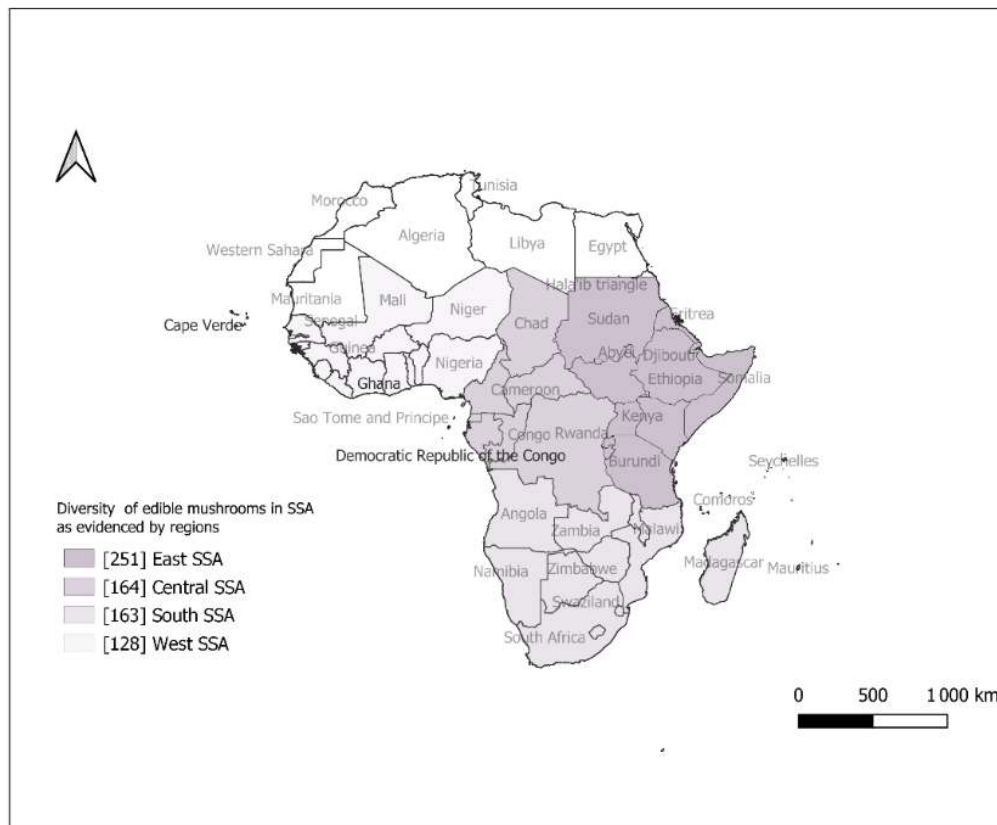 Tunisia
Morocco
Algeria
Libya
Egypt
Western Sahara
Hala'ib triangle
Mauritania
Mali
Niger
Chad
Sudan
Eritrea
Cape Verde
Senegal
Guinea
Abyei
Djibouti
Nigeria
Ethiopia
Somalia
Ghana
Cameroon
Sao Tome and Principe
Kenya
Congo
Rwanda
Democratic Republic of the Congo
Burundi
Seychelles
Comoros
Angola
Zambia
Malawi
Madagascar
Mauritius
Namibia
Zimbabwe
Swaziland
South Africa
Diversity of edible mushrooms in SSA
as evidenced by regions
[251] East SSA
[164] Central SSA
[163] South SSA
[128] West SSA
0 500 1 000 km